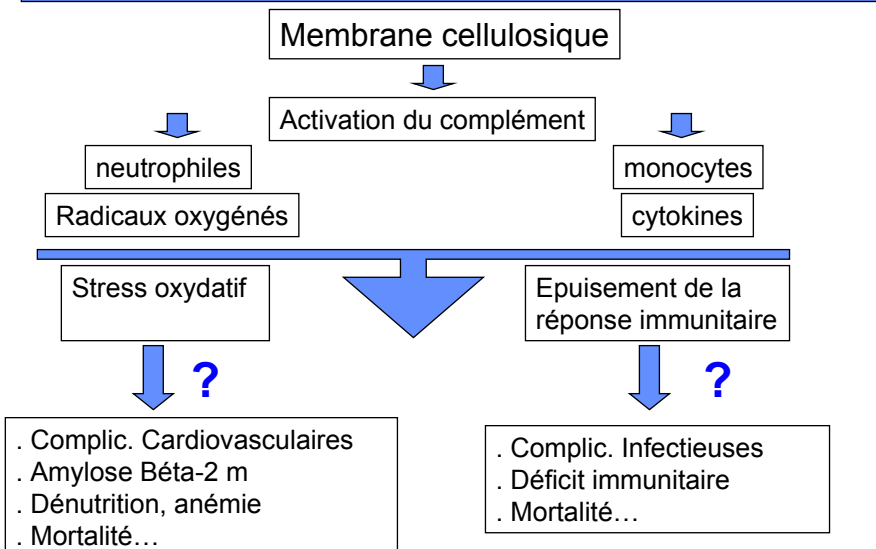 Membrane cellulosique
Activation du complément
neutrophiles
monocytes
Radicaux oxygénés
cytokines
Stress oxydatif
Epuisement de la
réponse immunitaire
?
?
. Complic. Cardiovasculaires
. Amylose Béta-2 m
. Dénutrition, anémie
. Mortalité…
. Complic. Infectieuses
. Déficit immunitaire
. Mortalité…